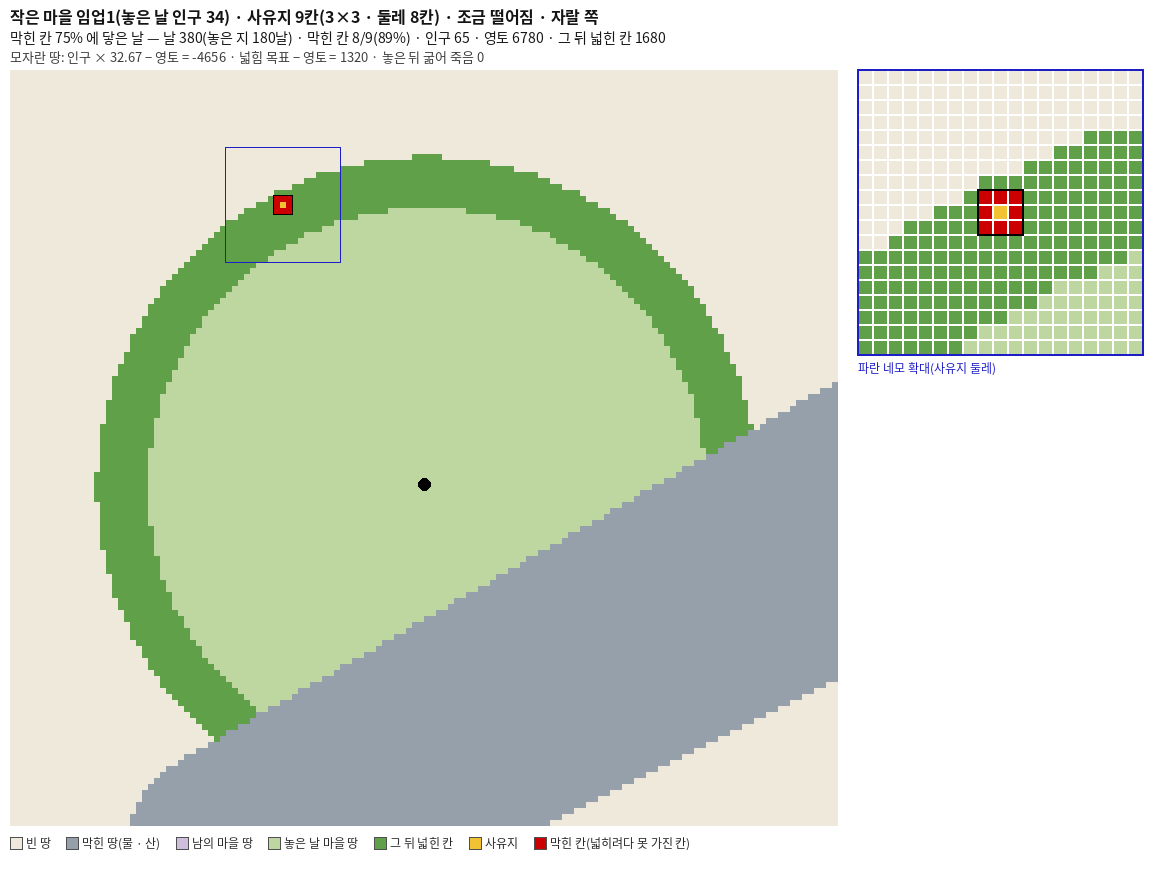 작은 마을 임업1(놓은 날 인구 34) · 사유지 9칸(3×3 · 둘레 8칸) · 조금 떨어짐 · 자랄 쪽
막힌 칸 75% 에 닿은 날 — 날 380(놓은 지 180날) · 막힌 칸 8/9(89%) · 인구 65 · 영토 6780 · 그 뒤 넓힌 칸 1680
모자란 땅: 인구 × 32.67 − 영토 = -4656 · 넓힘 목표 − 영토 = 1320 · 놓은 뒤 굶어 죽음 0
파란 네모 확대(사유지 둘레)
빈 땅 막힌 땅(물 · 산) 남의 마을 땅 놓은 날 마을 땅 그 뒤 넓힌 칸 사유지 막힌 칸(넓히려다 못 가진 칸)